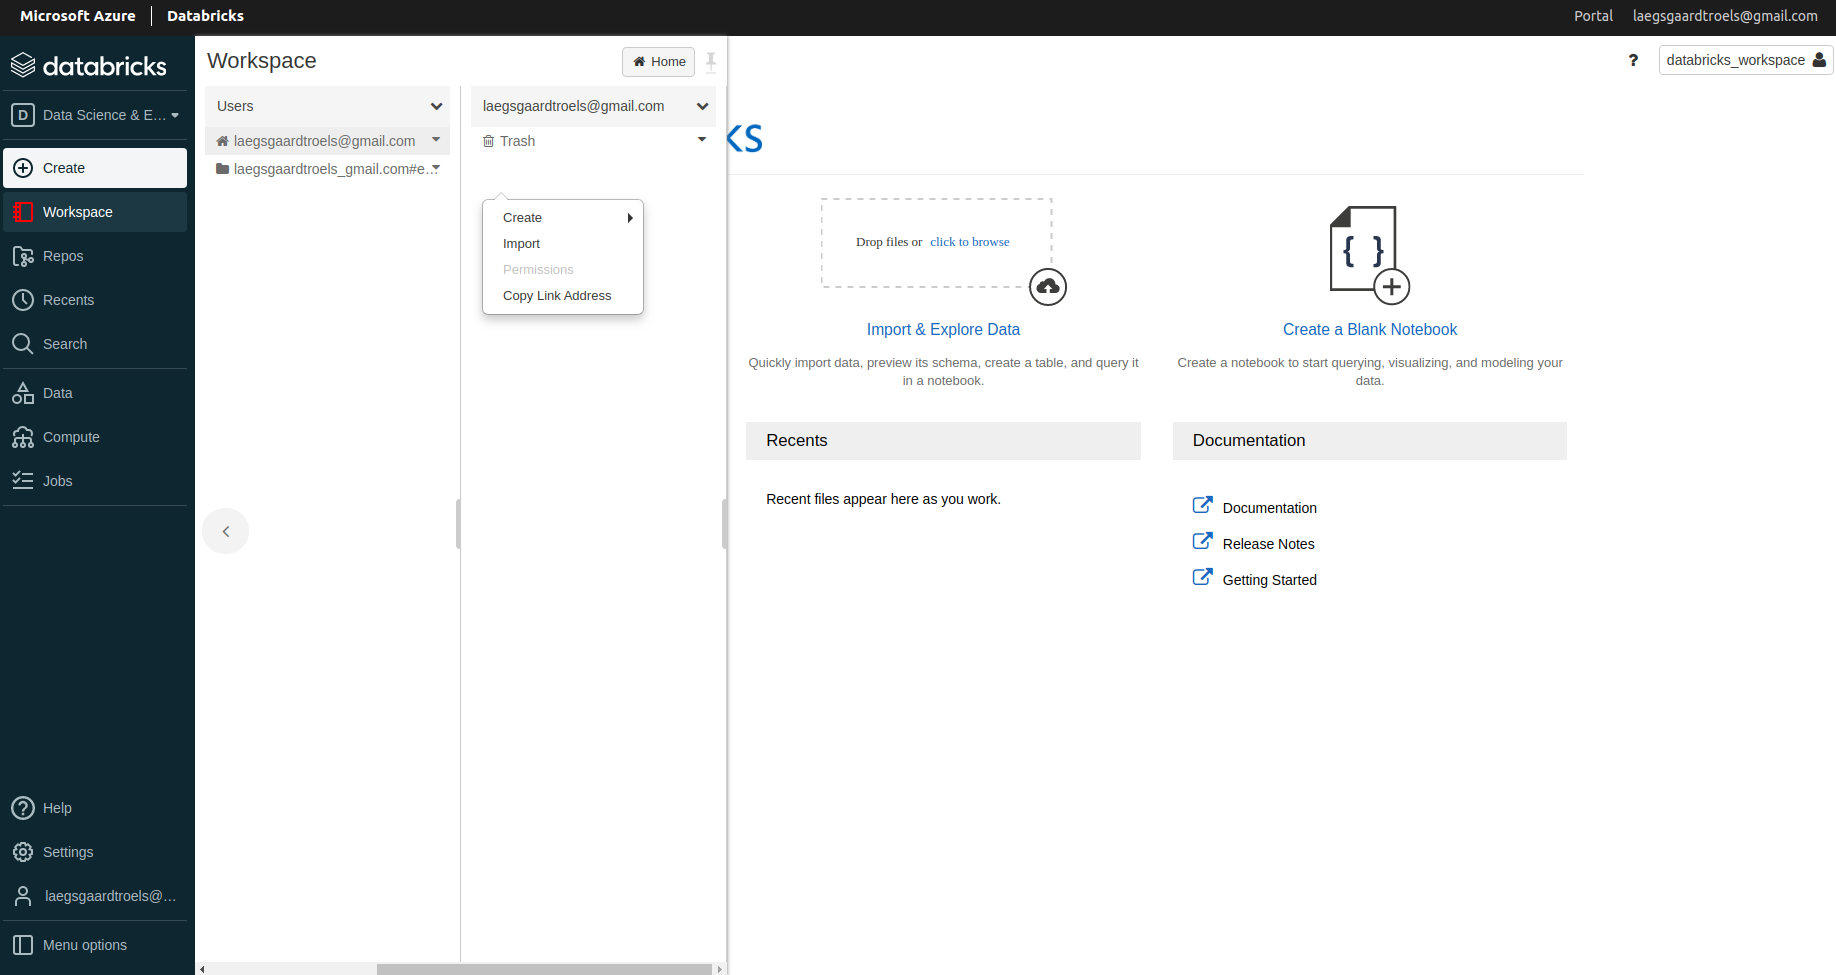 Microsoft Azure | Databricks
Portal laegsgaardtroels@gmail.com
databricks
D Data Science & E...
Create
Workspace
Repos
Recents
Search
Data
Compute
Jobs
Help
Settings
laegsgaardtroels@...
Menu options
Workspace
Home
Users
laegsgaardtroels@gmail.com
laegsgaardtroels_gmail.com#e...
laegsgaardtroels@gmail.com
Trash
Create
Import
Permissions
Copy Link Address
? databricks_workspace
ks
Drop files or click to browse
Import & Explore Data
Quickly import data, preview its schema, create a table, and query it
in a notebook.
{ }
Create a Blank Notebook
Create a notebook to start querying, visualizing, and modeling your
data.
Recents
Recent files appear here as you work.
Documentation
Documentation
Release Notes
Getting Started